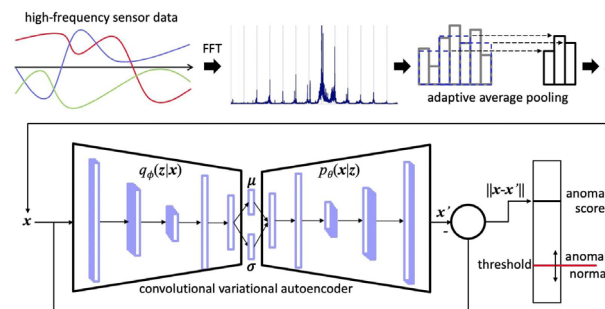 high-frequency sensor data
FFT
adaptive average pooling
qϕ(z|x)
pθ(x|z)
μ
x
σ
x'
-
||x-x'||
anoma
score
threshold
anoma
norma
convolutional variational autoencoder